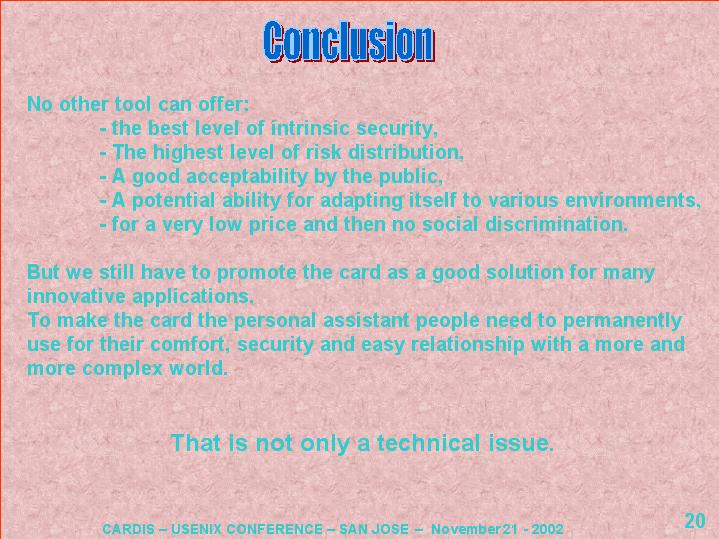 Conclusion
No other tool can offer:
- the best level of intrinsic security,
- The highest level of risk distribution,
- A good acceptability by the public,
- A potential ability for adapting itself to various environments,
- for a very low price and then no social discrimination.
But we still have to promote the card as a good solution for many
innovative applications.
To make the card the personal assistant people need to permanently
use for their comfort, security and easy relationship with a more and
more complex world.
That is not only a technical issue.
CARDIS – USENIX CONFERENCE – SAN JOSE – November 21 - 2002
20